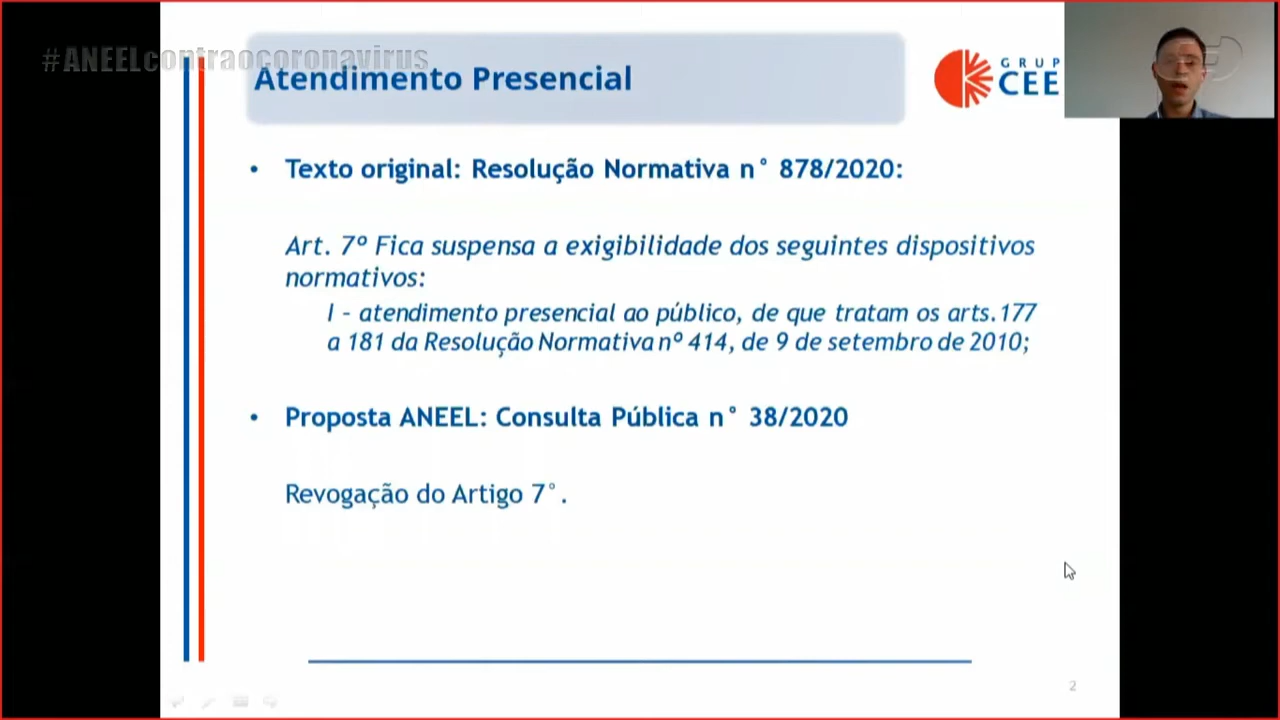 #ANEELcontraocoronavirus
Atendimento Presencial
GRUP
CEE
• Texto original: Resolução Normativa n° 878/2020:
Art. 7º Fica suspensa a exigibilidade dos seguintes dispositivos
normativos:
I – atendimento presencial ao público, de que tratam os arts.177
a 181 da Resolução Normativa nº 414, de 9 de setembro de 2010;
• Proposta ANEEL: Consulta Pública n° 38/2020
Revogação do Artigo 7°.
2